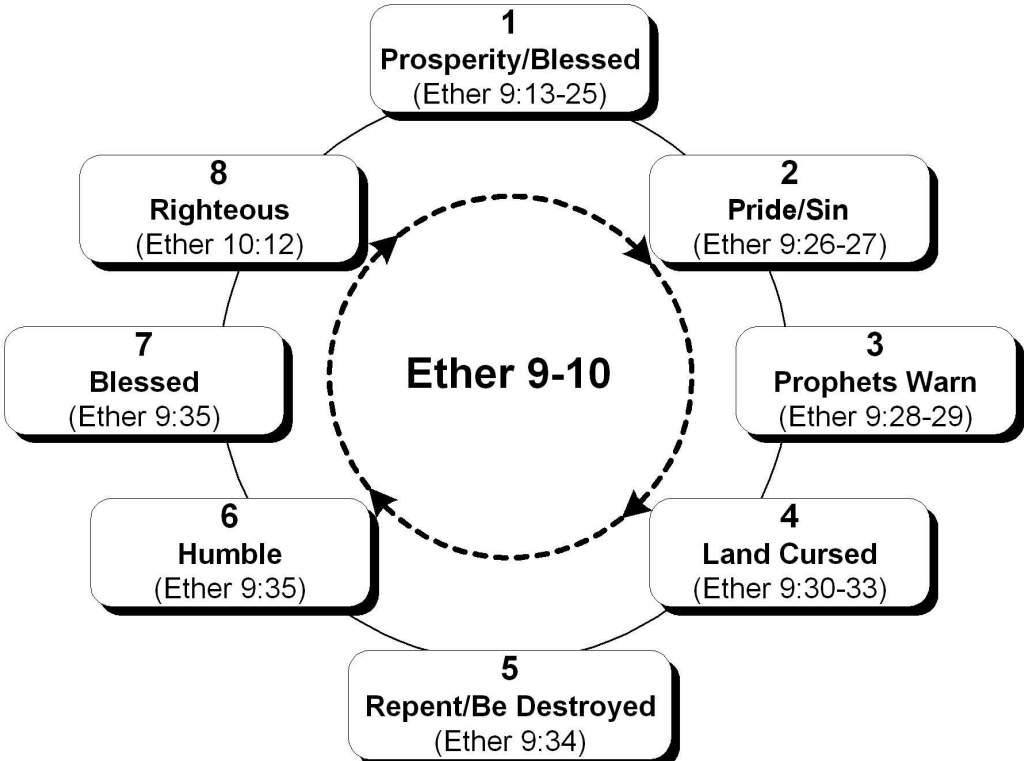 1
Prosperity/Blessed
(Ether 9:13-25)
2
Pride/Sin
(Ether 9:26-27)
3
Prophets Warn
(Ether 9:28-29)
4
Land Cursed
(Ether 9:30-33)
5
Repent/Be Destroyed
(Ether 9:34)
6
Humble
(Ether 9:35)
7
Blessed
(Ether 9:35)
8
Righteous
(Ether 10:12)
Ether 9-10